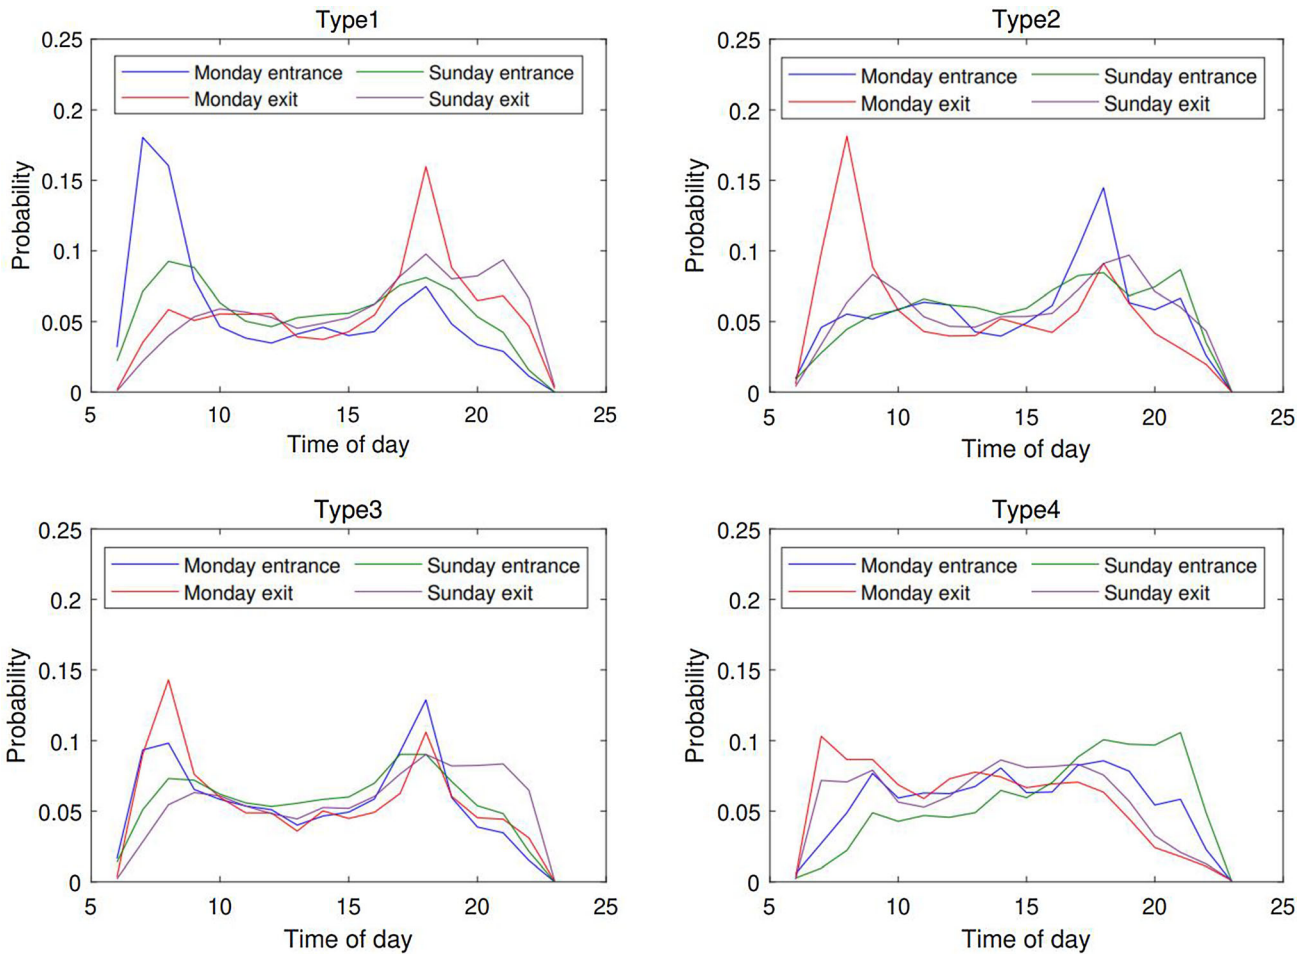 Type1
0.25
0.2
0.15
0.1
0.05
0
Probability
Monday entrance Sunday entrance
Monday exit Sunday exit
5 10 15 20 25
Time of day
Type2
0.25
0.2
0.15
0.1
0.05
0
Probability
Monday entrance Sunday entrance
Monday exit Sunday exit
5 10 15 20 25
Time of day
Type3
0.25
0.2
0.15
0.1
0.05
0
Probability
Monday entrance Sunday entrance
Monday exit Sunday exit
5 10 15 20 25
Time of day
Type4
0.25
0.2
0.15
0.1
0.05
0
Probability
Monday entrance Sunday entrance
Monday exit Sunday exit
5 10 15 20 25
Time of day